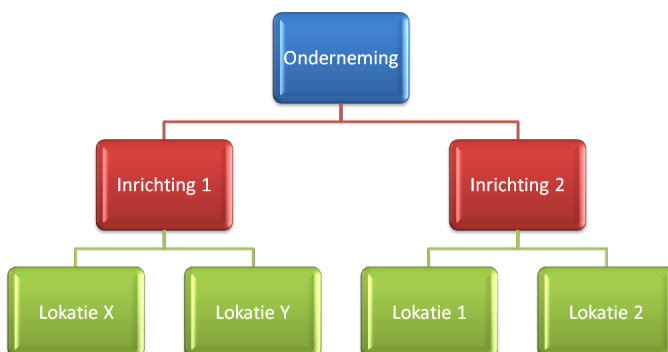 Onderneming
Inrichting 1
Inrichting 2
Lokatie X
Lokatie Y
Lokatie 1
Lokatie 2